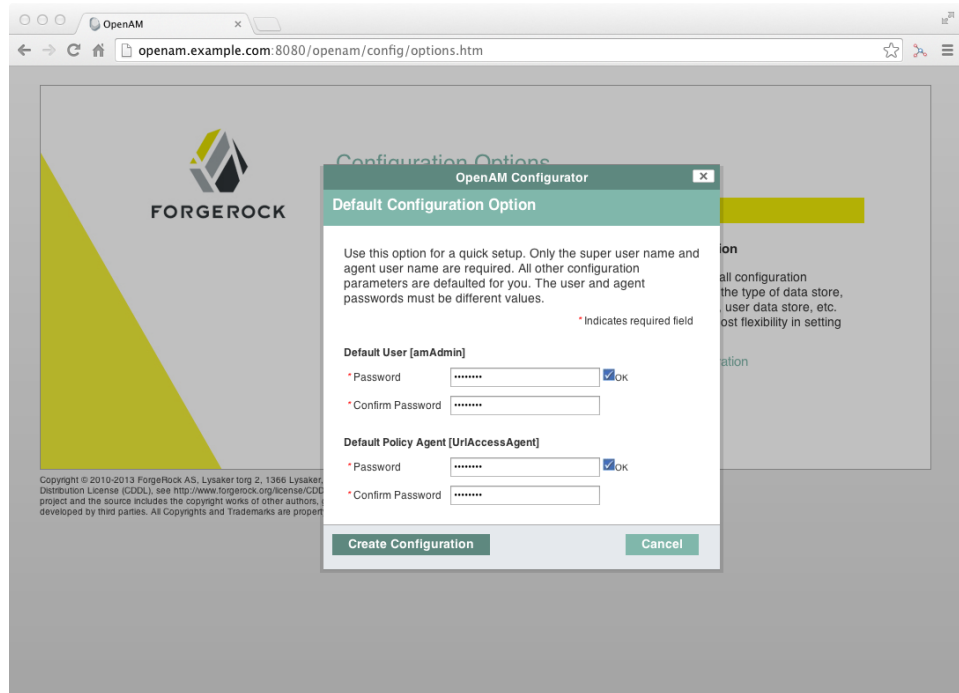 OpenAM
openam.example.com:8080/openam/config/options.htm
FORGEROCK
Configuration Options
OpenAM Configurator
Default Configuration Option
Use this option for a quick setup. Only the super user name and
agent user name are required. All other configuration
parameters are defaulted for you. The user and agent
passwords must be different values.
* Indicates required field
Default User [amAdmin]
* Password •••••••• OK
* Confirm Password ••••••••
Default Policy Agent [UrlAccessAgent]
* Password •••••••• OK
* Confirm Password ••••••••
Create Configuration
Cancel
all configuration
the type of data store,
user data store, etc.
flexibility in setting
Copyright © 2010-2013 ForgeRock AS, Lysaker torg 2, 1366 Lysaker,
Distribution License (CDDL), see http://www.forgerock.org/license/CDD
project and the source includes the copyright works of other authors,
developed by third parties. All Copyrights and Trademarks are